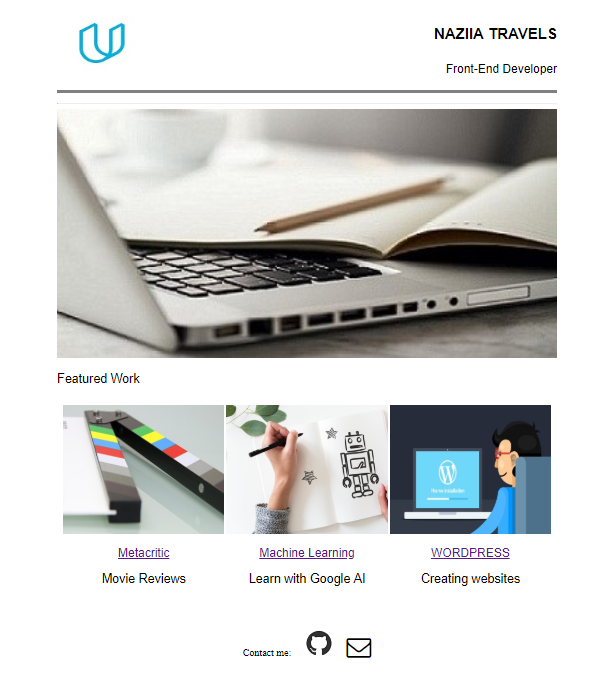 NAZIIA TRAVELS
Front-End Developer
Featured Work
Metacritic
Machine Learning
WORDPRESS
Movie Reviews
Learn with Google AI
Creating websites
Contact me: